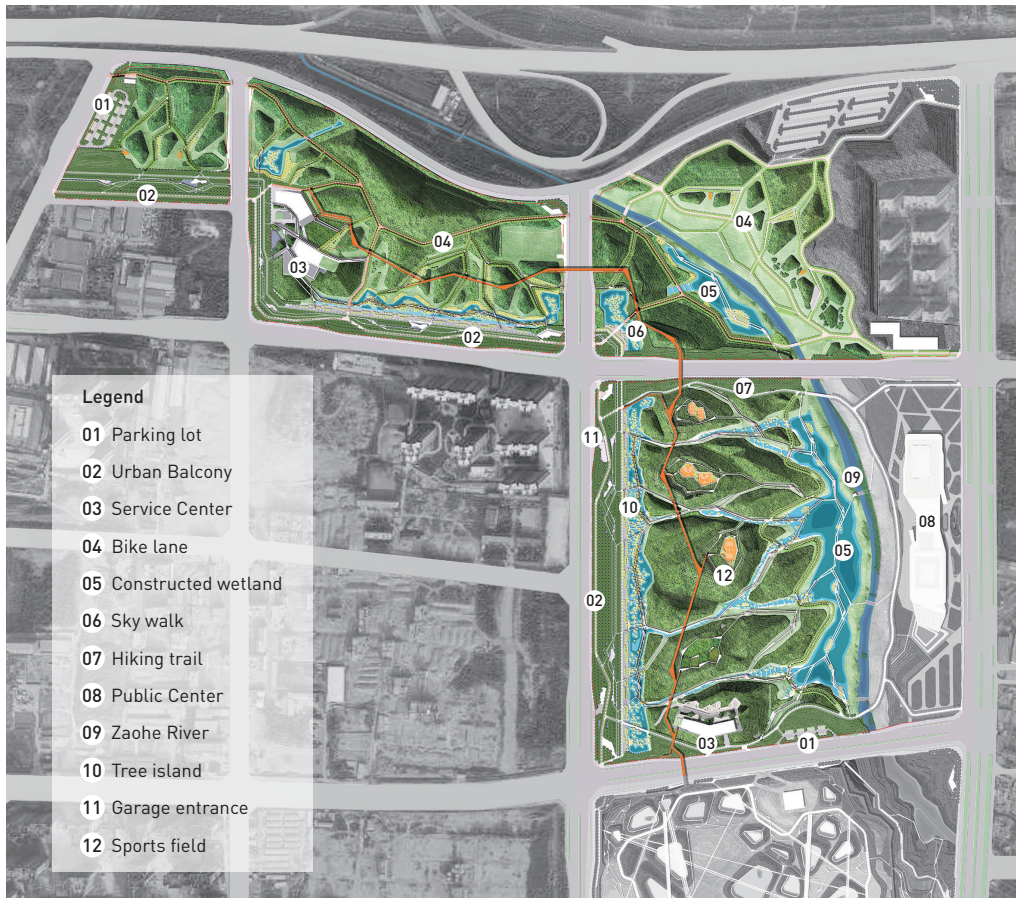 01
02
03
04
02
04
05
06
07
11
09
10
08
05
12
02
03
01
Legend
01 Parking lot
02 Urban Balcony
03 Service Center
04 Bike lane
05 Constructed wetland
06 Sky walk
07 Hiking trail
08 Public Center
09 Zaohe River
10 Tree island
11 Garage entrance
12 Sports field